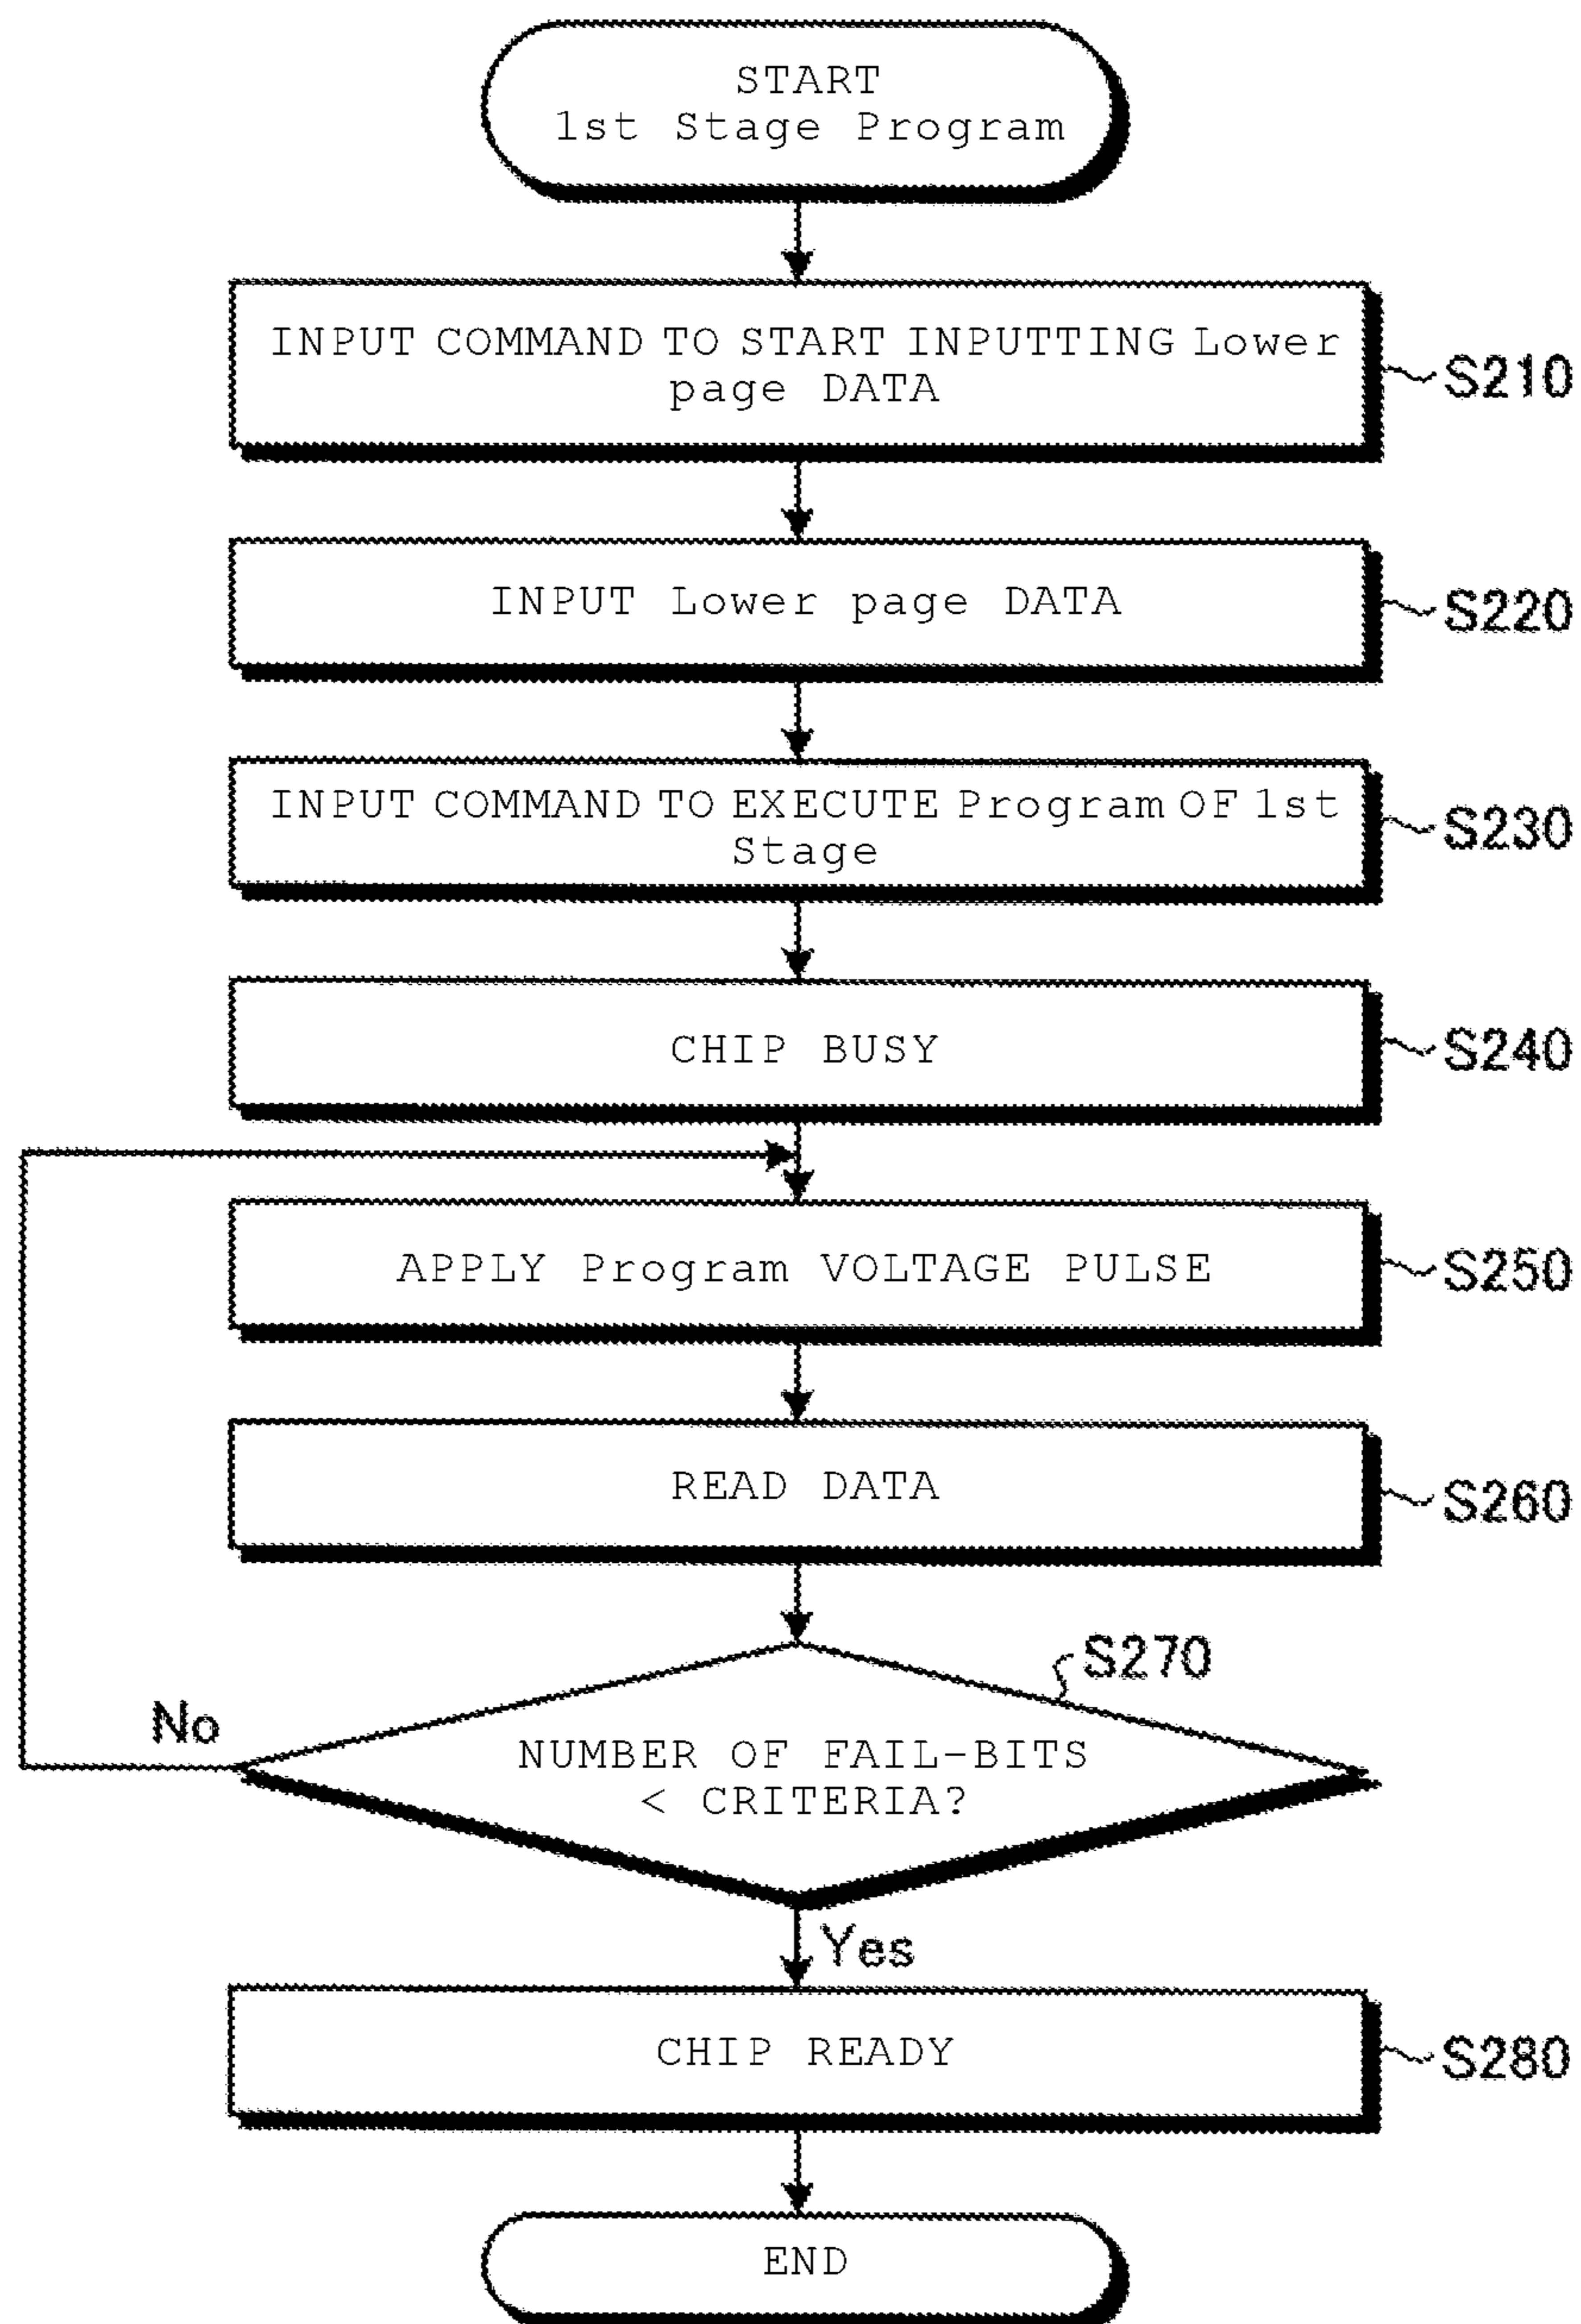 START
1st Stage Program
INPUT COMMAND TO START INPUTTING Lower
page DATA
S210
INPUT Lower page DATA
S220
INPUT COMMAND TO EXECUTE Program OF 1st
Stage
S230
CHIP BUSY
S240
APPLY Program VOLTAGE PULSE
S250
READ DATA
S260
S270
No
NUMBER OF FAIL-BITS
< CRITERIA?
Yes
CHIP READY
S280
END